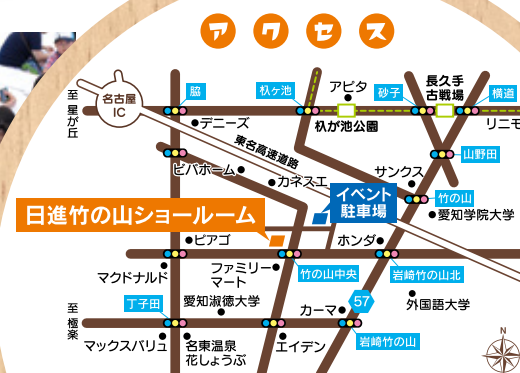 アクセス
至 星が丘
名古屋
IC
脇
デニーズ
杁ヶ池
アピタ
杁が池公園
砂子
長久手
古戦場
横道
リニモ
東名高速道路
ビバホーム
カネスエ
山野田
サンクス
竹の山
愛知学院大学
イベント
駐車場
日進竹の山ショールーム
ピアゴ
マクドナルド
ファミリー
マート
竹の山中央
ホンダ
岩崎竹の山北
至 極楽
丁子田
愛知淑徳大学
カーマ
57
外国語大学
マックスバリュ
名東温泉
花しょうぶ
エイデン
岩崎竹の山
N